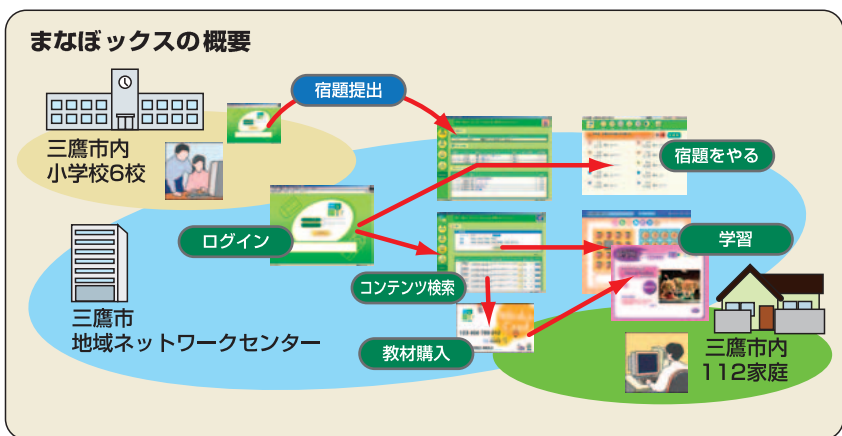 まなぼックスの概要
宿題提出
三鷹市内
小学校6校
宿題をやる
ログイン
学習
コンテンツ検索
三鷹市
地域ネットワークセンター
教材購入
三鷹市内
112家庭